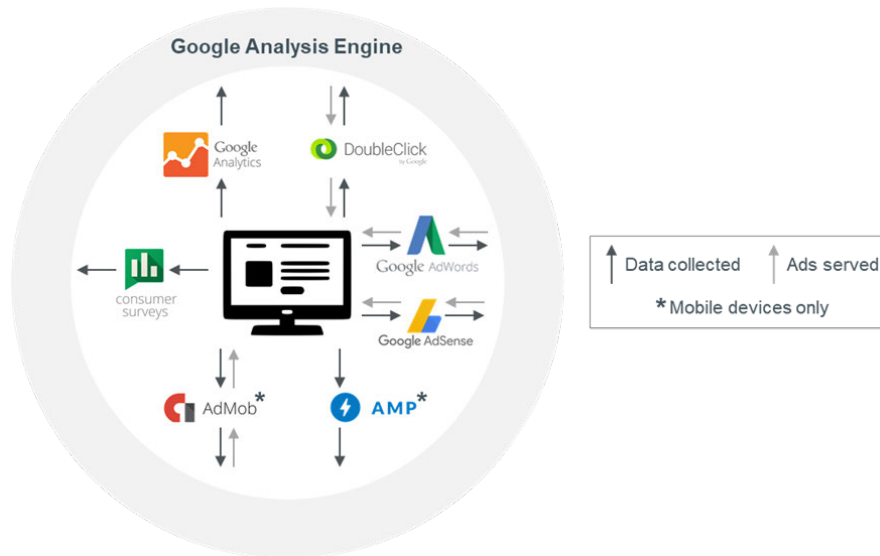 Google Analysis Engine
Google
Analytics
DoubleClick
by Google
Google AdWords
consumer
surveys
Google AdSense
AdMob*
AMP*
Data collected
Ads served
*Mobile devices only